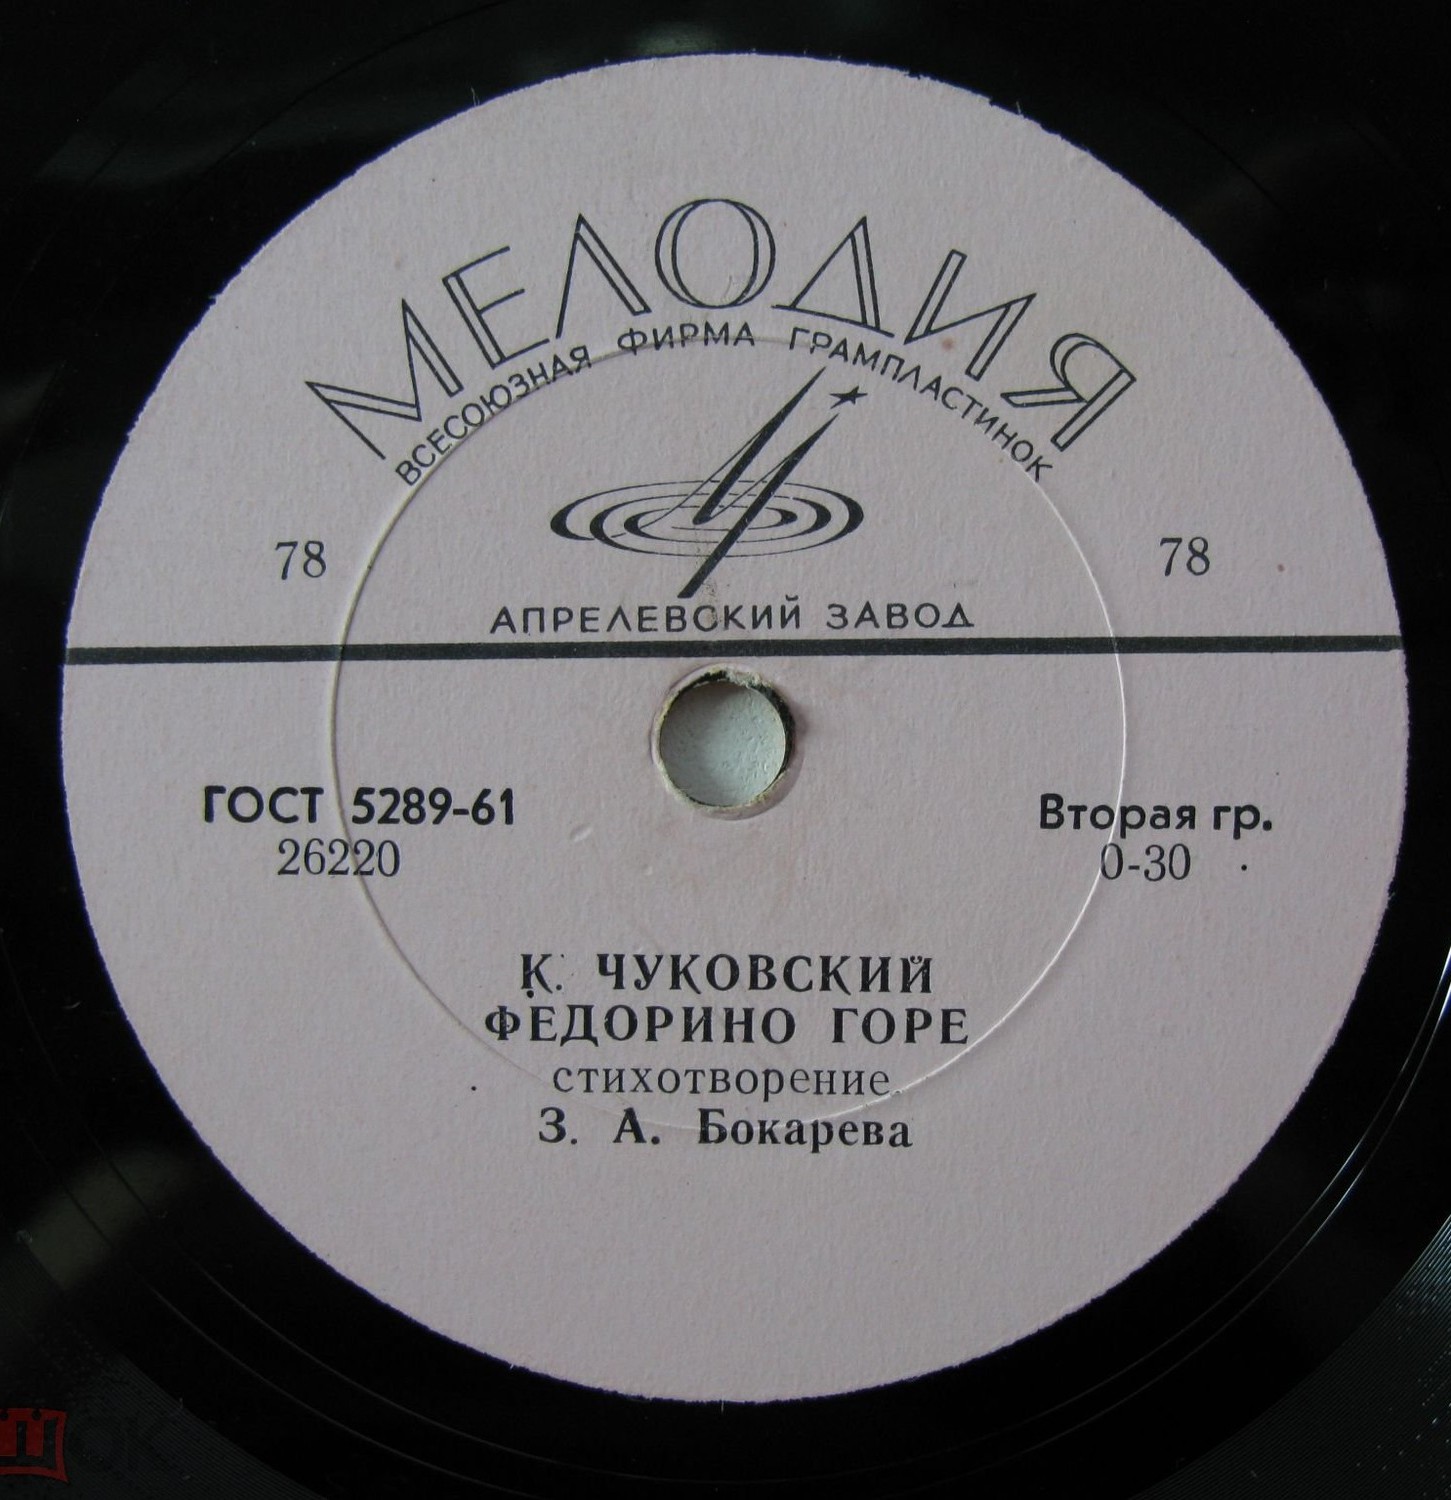 МЕЛОДИЯ
ВСЕСОЮЗНАЯ ФИРМА ГРАМПЛАСТИНОК
78
78
АПРЕЛЕВСКИЙ ЗАВОД
ГОСТ 5289-61
Вторая гр.
26220
0-30
К. ЧУКОВСКИЙ
ФЕДОРИНО ГОРЕ
стихотворение
З. А. Бокарева